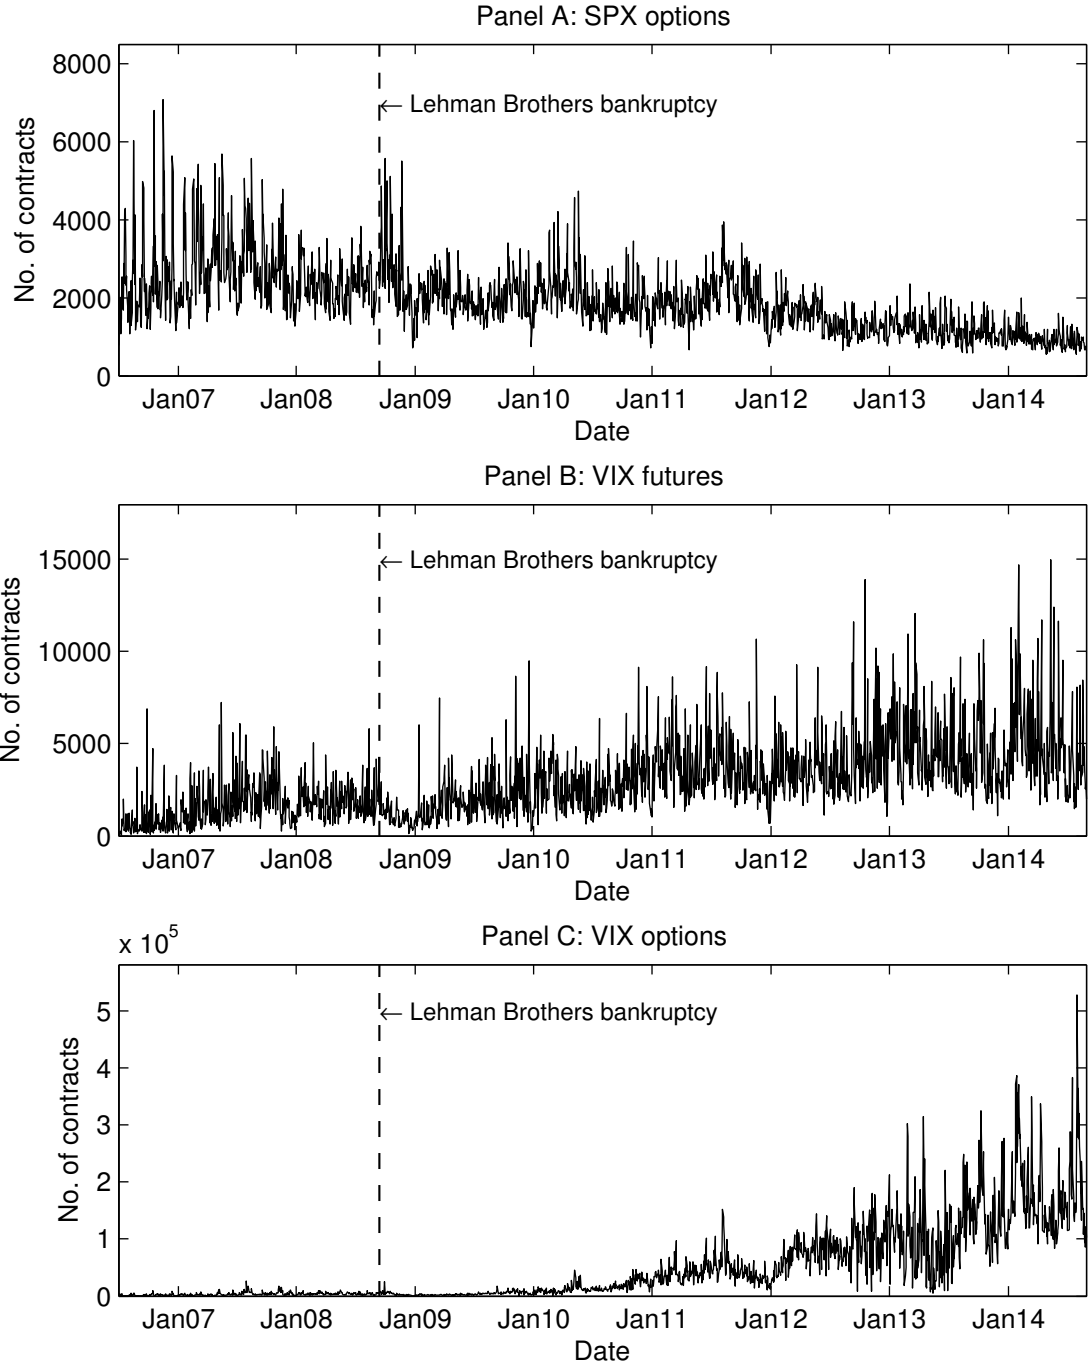 Panel A: SPX options
8000
6000
4000
2000
0
No. of contracts
← Lehman Brothers bankruptcy
Jan07 Jan08 Jan09 Jan10 Jan11 Jan12 Jan13 Jan14
Date
Panel B: VIX futures
15000
10000
5000
0
No. of contracts
← Lehman Brothers bankruptcy
Jan07 Jan08 Jan09 Jan10 Jan11 Jan12 Jan13 Jan14
Date
Panel C: VIX options
x 10^5
5
4
3
2
1
0
No. of contracts
← Lehman Brothers bankruptcy
Jan07 Jan08 Jan09 Jan10 Jan11 Jan12 Jan13 Jan14
Date